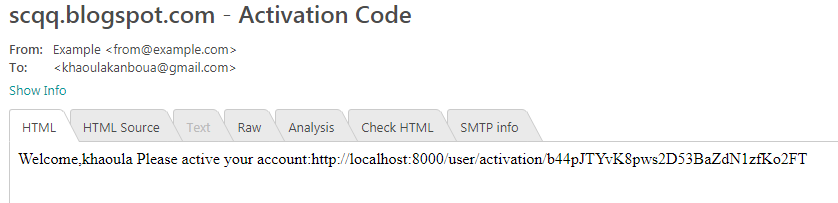 scqq.blogspot.com - Activation Code
From: Example <from@example.com>
To: <khaoulakanboua@gmail.com>
Show Info
HTML HTML Source Text Raw Analysis Check HTML SMTP info
Welcome,khaoula Please active your account:http://localhost:8000/user/activation/b44pJTYvK8pws2D53BaZdN1zfKo2FT